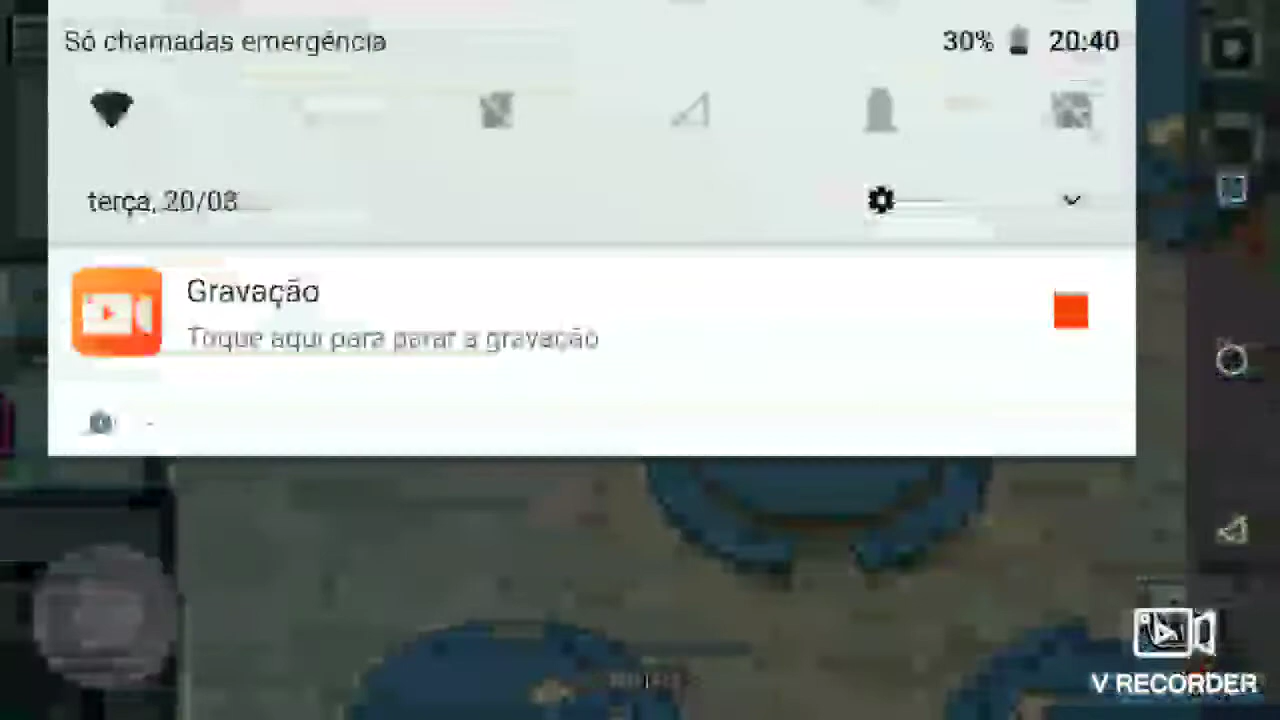 Só chamadas emergência
30% 20:40
terça, 20/08
Gravação
Toque aqui para parar a gravação
V RECORDER